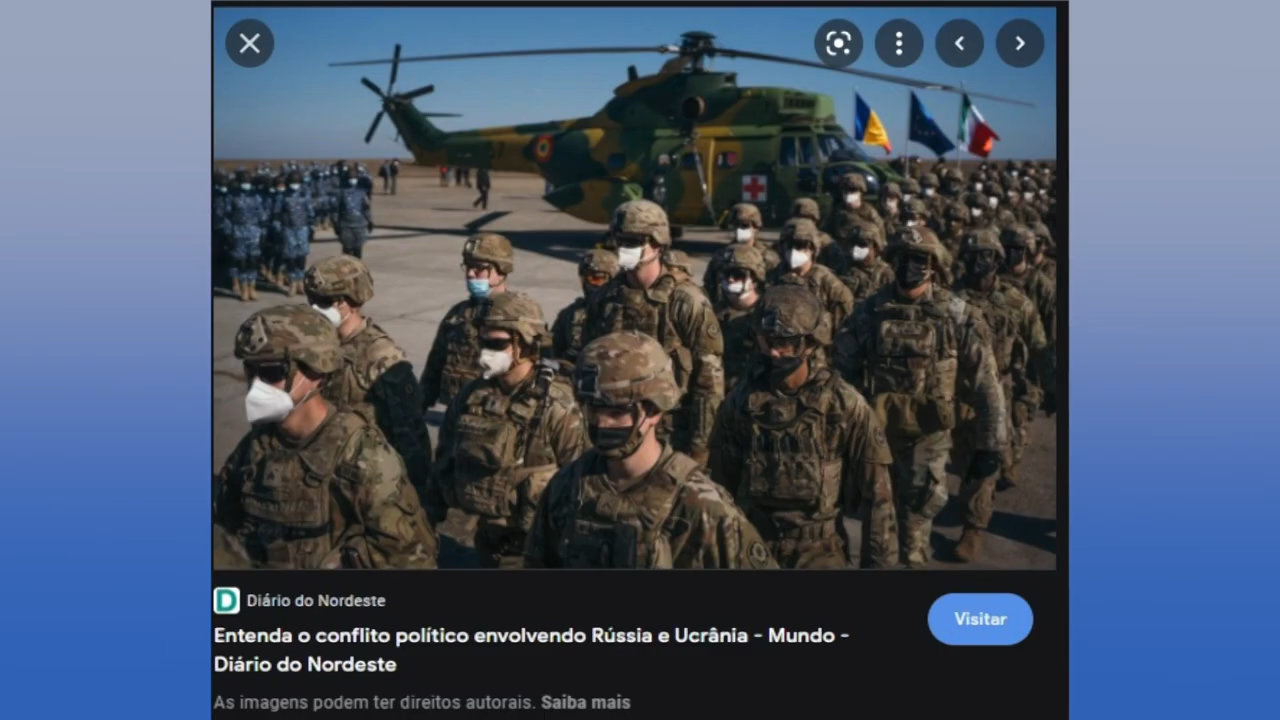 Diário do Nordeste
Entenda o conflito político envolvendo Rússia e Ucrânia - Mundo -
Diário do Nordeste
Visitar
As imagens podem ter direitos autorais. Saiba mais